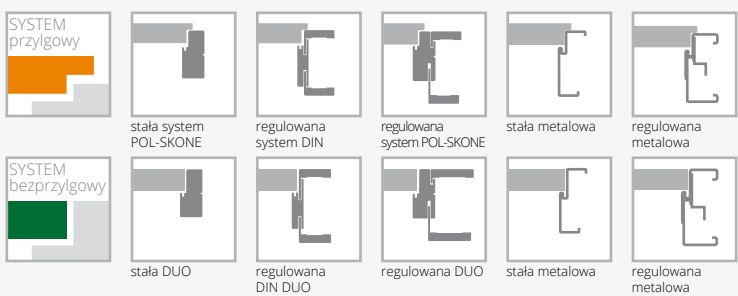 SYSTEM
przylgowy
stała system
POL-SKONE
regulowana
system DIN
regulowana
system POL-SKONE
stała metalowa
regulowana
metalowa
SYSTEM
bezprzylgowy
stała DUO
regulowana
DIN DUO
regulowana DUO
stała metalowa
regulowana
metalowa